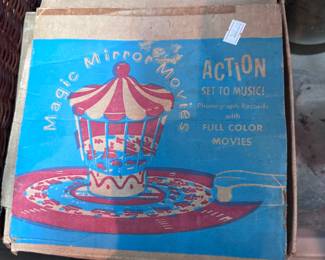 Magic Mirror Movies
ACTION
SET TO MUSIC!
Phonograph Records
with
FULL COLOR
MOVIES